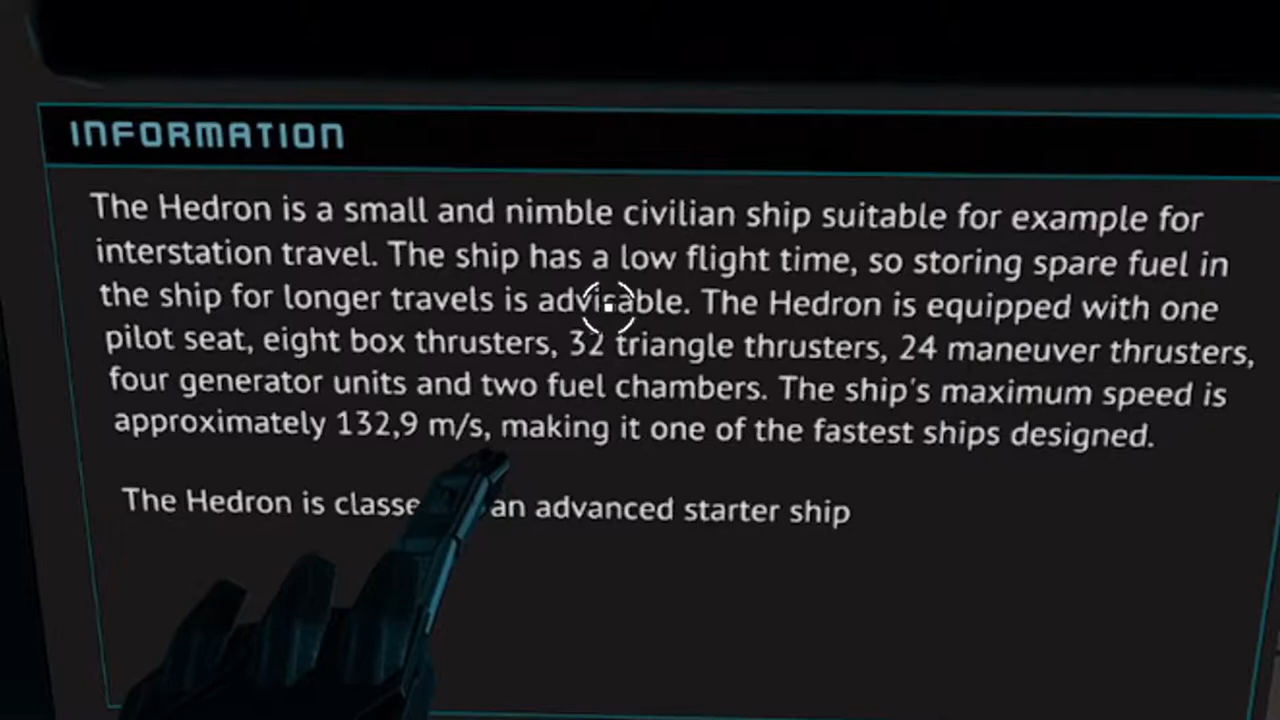 INFORMATION
The Hedron is a small and nimble civilian ship suitable for example for
interstation travel. The ship has a low flight time, so storing spare fuel in
the ship for longer travels is advisable. The Hedron is equipped with one
pilot seat, eight box thrusters, 32 triangle thrusters, 24 maneuver thrusters,
four generator units and two fuel chambers. The ship's maximum speed is
approximately 132,9 m/s, making it one of the fastest ships designed.
The Hedron is classe an advanced starter ship